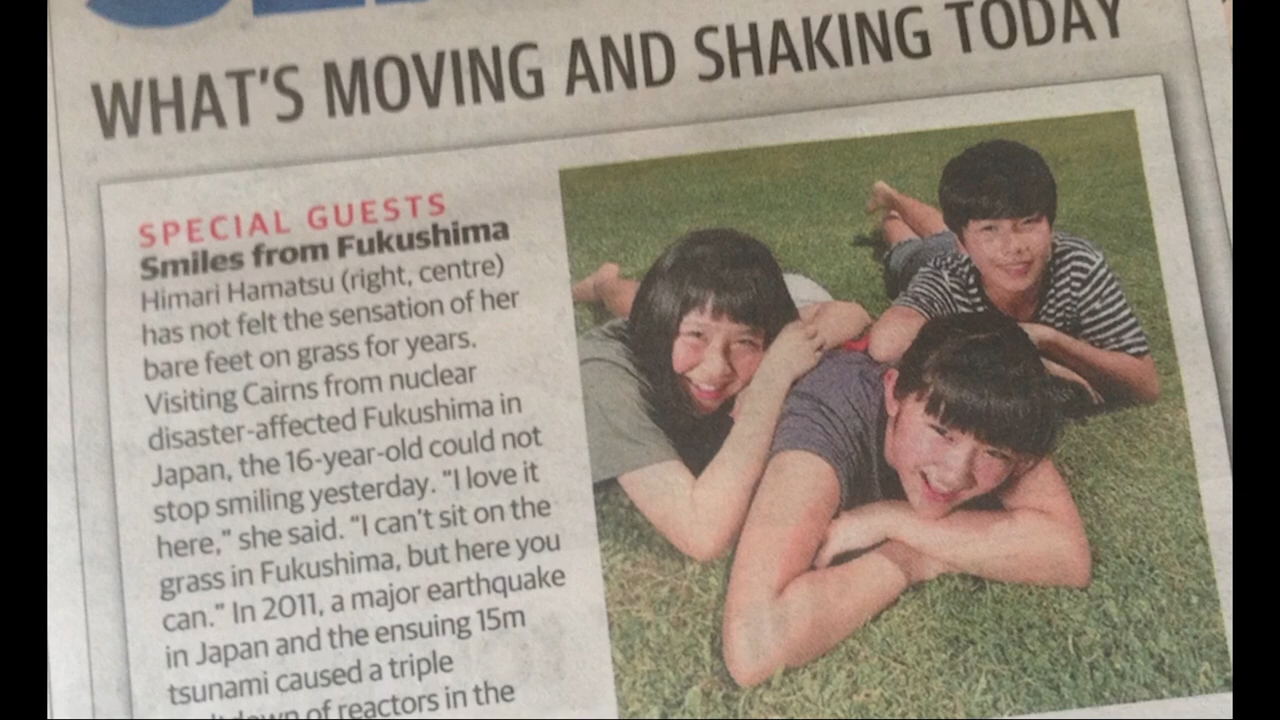 WHAT'S MOVING AND SHAKING TODAY
SPECIAL GUESTS
Smiles from Fukushima
Himari Hamatsu (right, centre)
has not felt the sensation of her
bare feet on grass for years.
Visiting Cairns from nuclear
disaster-affected Fukushima in
Japan, the 16-year-old could not
stop smiling yesterday. "I love it
here," she said. "I can't sit on the
grass in Fukushima, but here you
can." In 2011, a major earthquake
in Japan and the ensuing 15m
tsunami caused a triple
of reactors in the